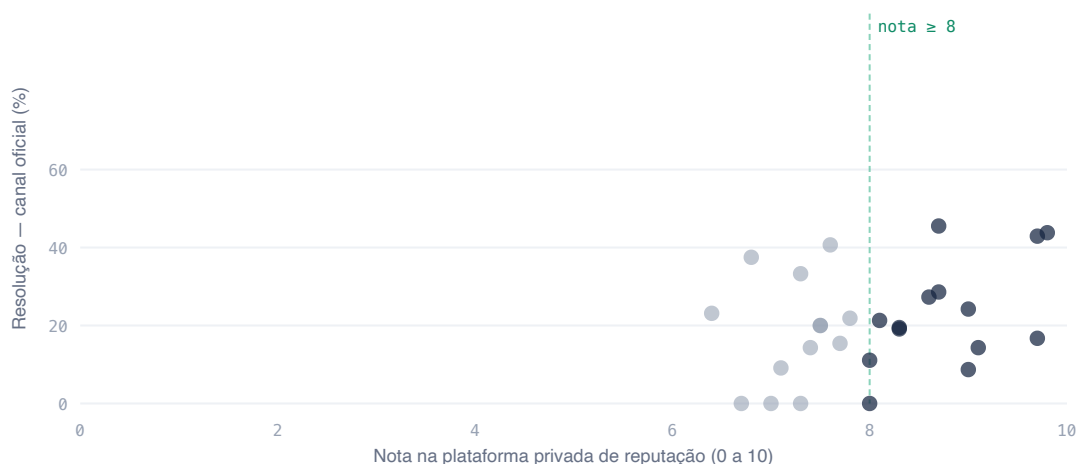 nota ≥ 8
Resolução — canal oficial (%)
60
40
20
0
0 2 4 6 8 10
Nota na plataforma privada de reputação (0 a 10)